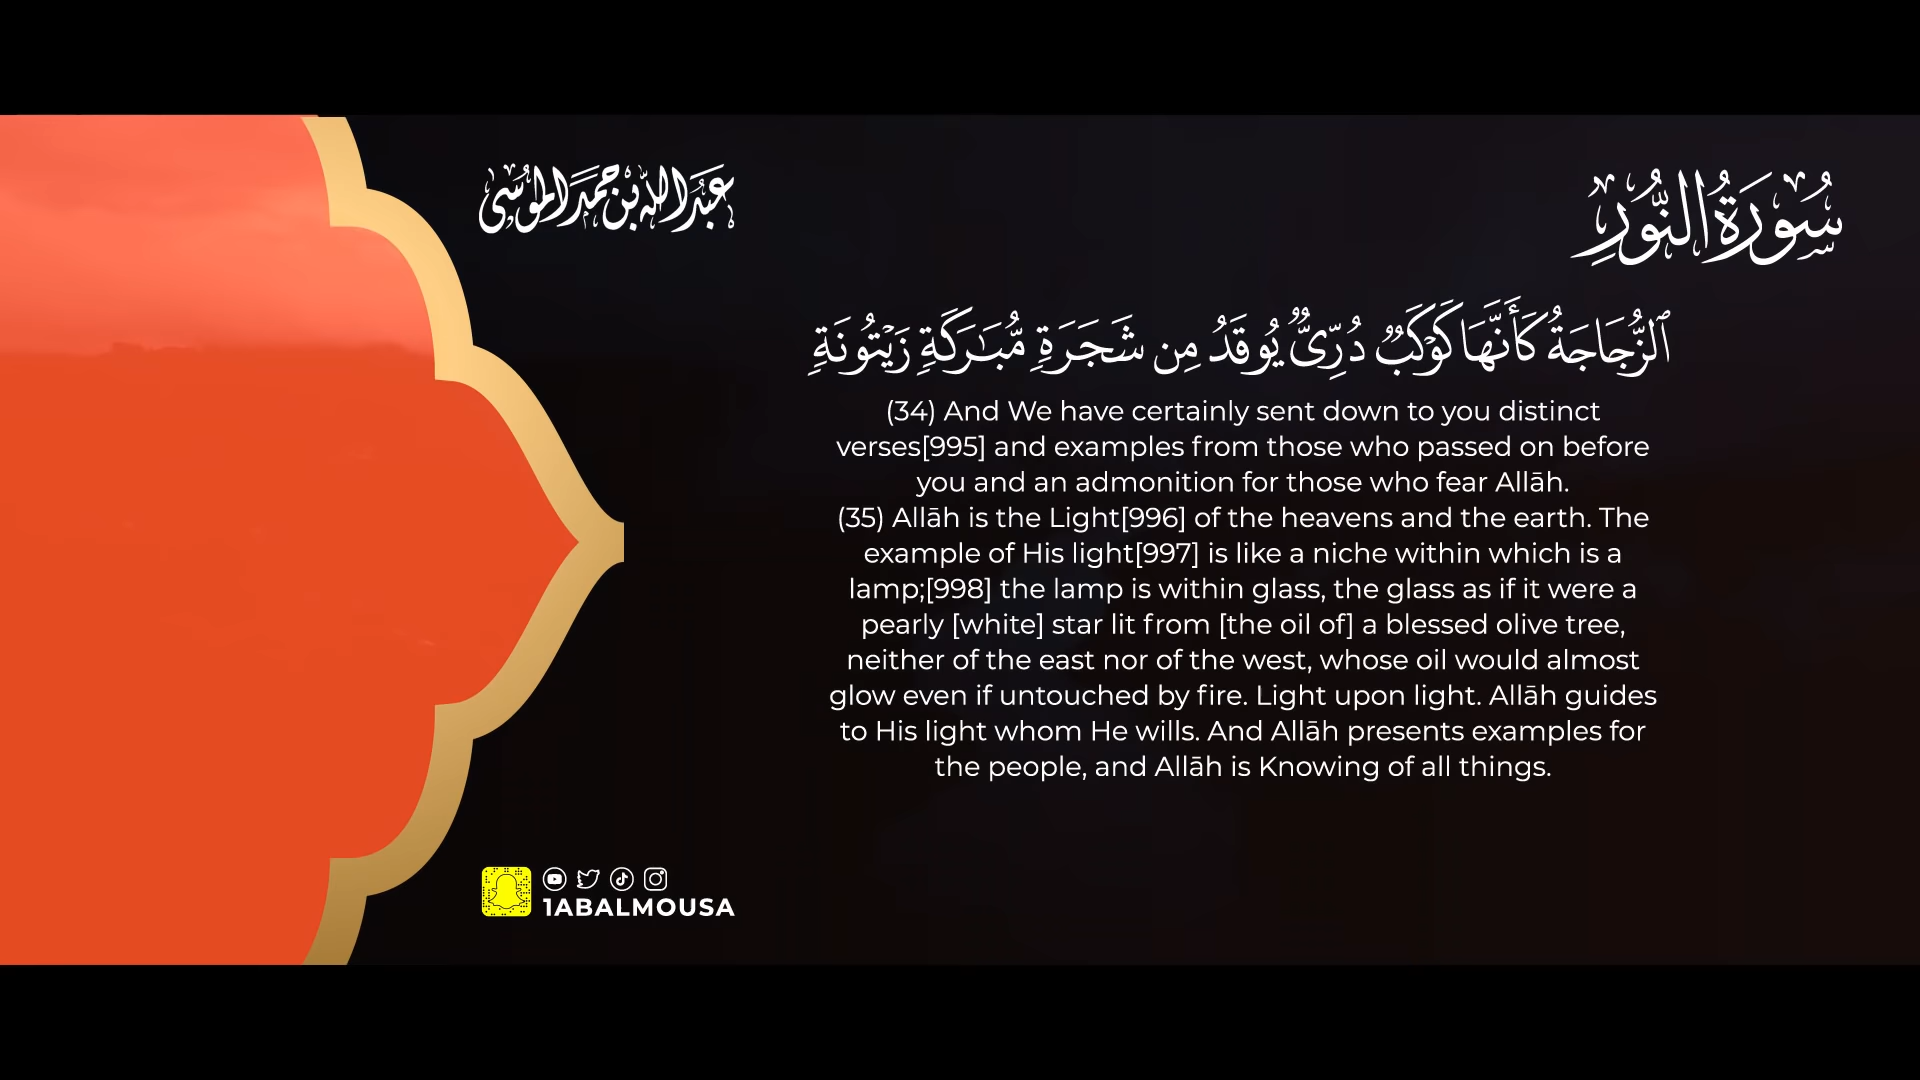 عبدالله بن حمد الموسى
سُورَةُ النُّورِ
ٱلزُّجَاجَةُ كَأَنَّهَا كَوْكَبٌ دُرِّىٌّ يُوقَدُ مِن شَجَرَةٍ مُّبَـٰرَكَةٍ زَيْتُونَةٍ
(34) And We have certainly sent down to you distinct
verses[995] and examples from those who passed on before
you and an admonition for those who fear Allāh.
(35) Allāh is the Light[996] of the heavens and the earth. The
example of His light[997] is like a niche within which is a
lamp;[998] the lamp is within glass, the glass as if it were a
pearly [white] star lit from [the oil of] a blessed olive tree,
neither of the east nor of the west, whose oil would almost
glow even if untouched by fire. Light upon light. Allāh guides
to His light whom He wills. And Allāh presents examples for
the people, and Allāh is Knowing of all things.
1ABALMOUSA